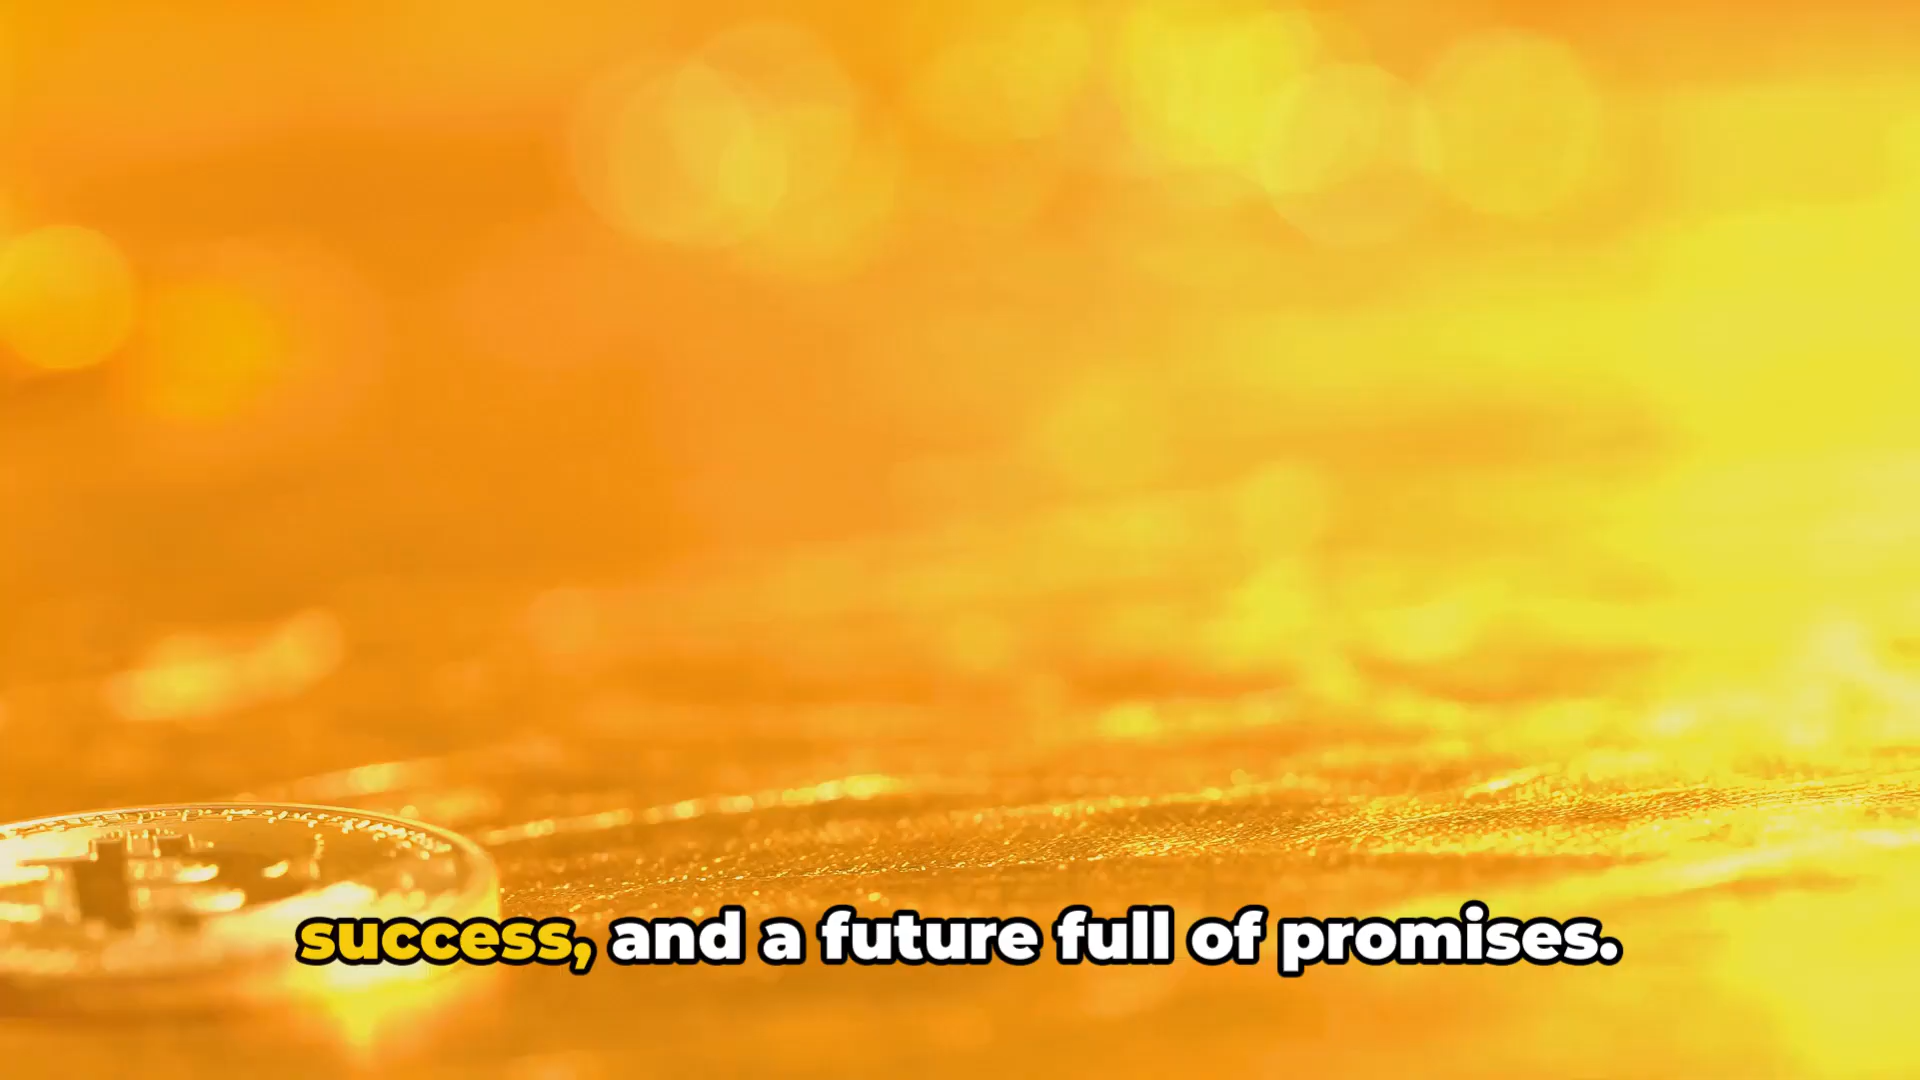 success, and a future full of promises.